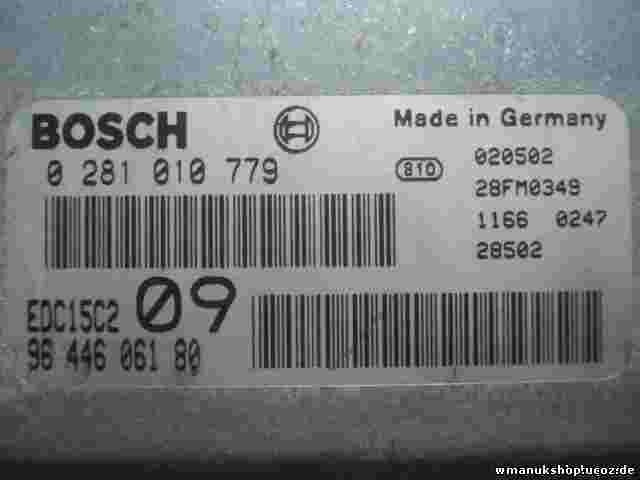 BOSCH
Made in Germany
0 281 010 779
810
020502
28FM0349
1166 0247
28502
EDC15C2 09
96 446 061 80
wmanukshop.ucoz.de